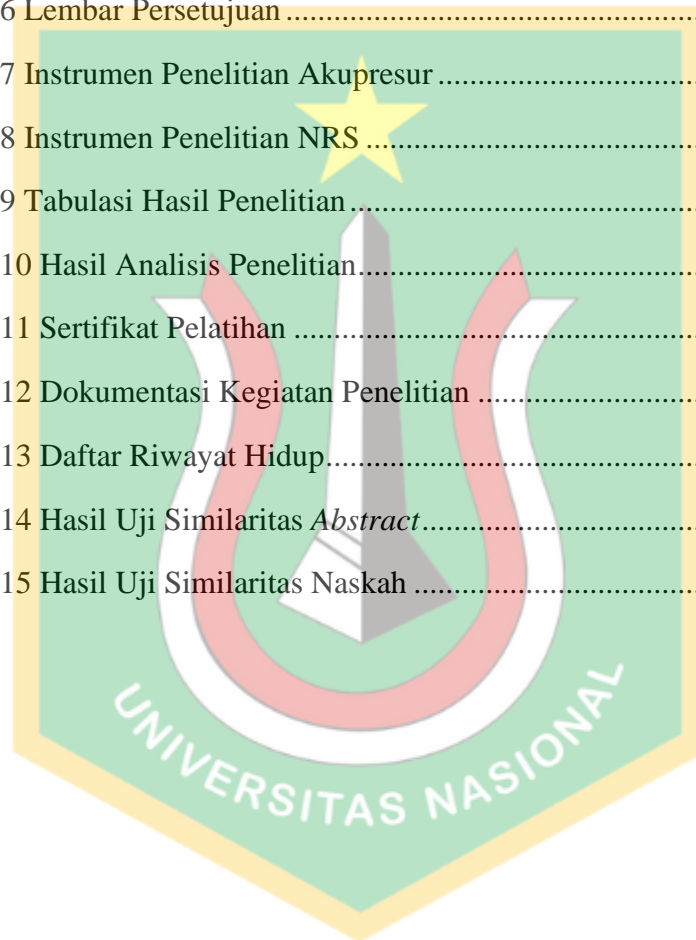 6 Lembar Persetujuan ........................................
7 Instrumen Penelitian Akupresur ........................................
8 Instrumen Penelitian NRS ........................................
9 Tabulasi Hasil Penelitian ........................................
10 Hasil Analisis Penelitian ........................................
11 Sertifikat Pelatihan ........................................
12 Dokumentasi Kegiatan Penelitian ........................................
13 Daftar Riwayat Hidup ........................................
14 Hasil Uji Similaritas Abstract ........................................
15 Hasil Uji Similaritas Naskah ........................................
UNIVERSITAS NASIONAL